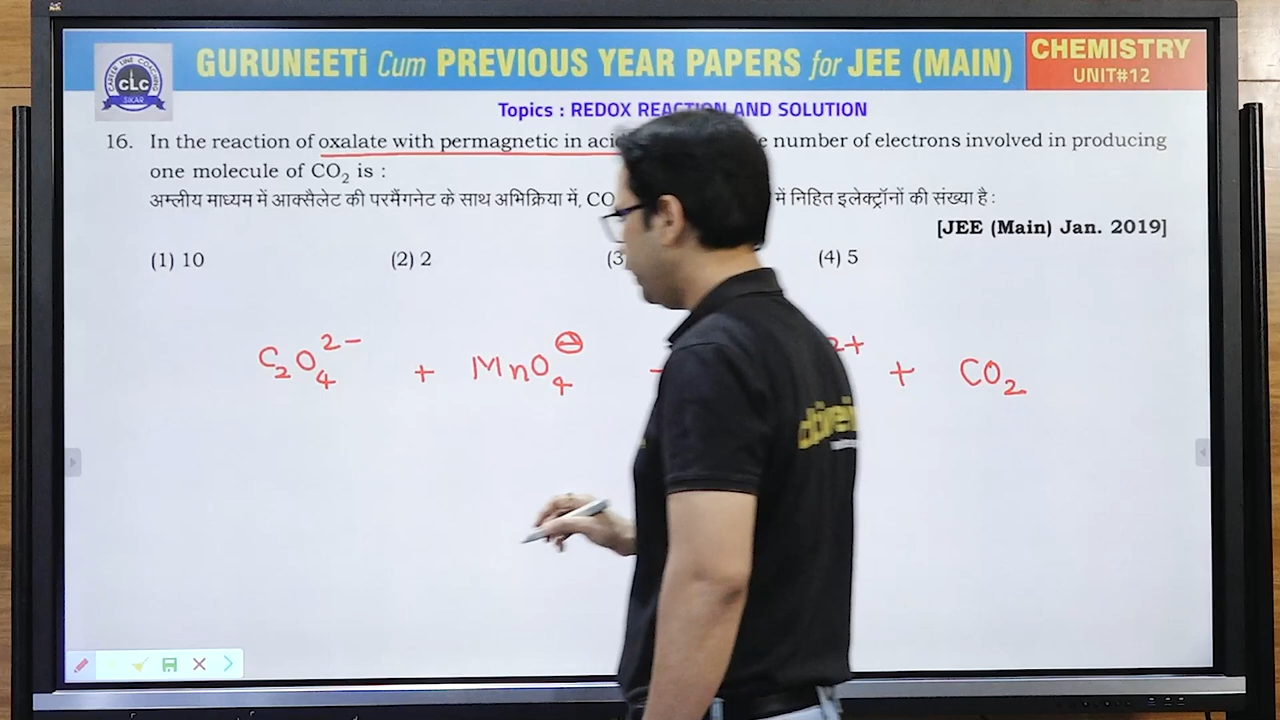 GURUNEETi Cum PREVIOUS YEAR PAPERS for JEE (MAIN)
CHEMISTRY
UNIT#12
CLC
SIKAR
Topics : REDOX REACTION AND SOLUTION
16. In the reaction of oxalate with permagnetic in number of electrons involved in producing
one molecule of CO2 is :
अम्लीय माध्यम में आक्सैलेट की परमैंगनेट के साथ अभिक्रिया में, CO में निहित इलेक्ट्रॉनों की संख्या है :
[JEE (Main) Jan. 2019]
(1) 10 (2) 2 (3) (4) 5
C2O4^2- + MnO4^⊖ 2+ + CO2